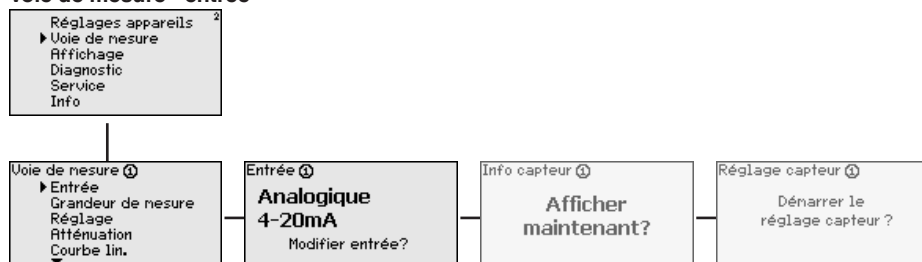 Voie de mesure - entrée
Réglages appareils 2
Voie de mesure
Affichage
Diagnostic
Service
Info
Voie de mesure ①
Entrée
Grandeur de mesure
Réglage
Atténuation
Courbe lin.
Entrée ①
Analogique
4-20mA
Modifier entrée?
Info capteur ①
Afficher
maintenant?
Réglage capteur ①
Démarrer le
réglage capteur ?